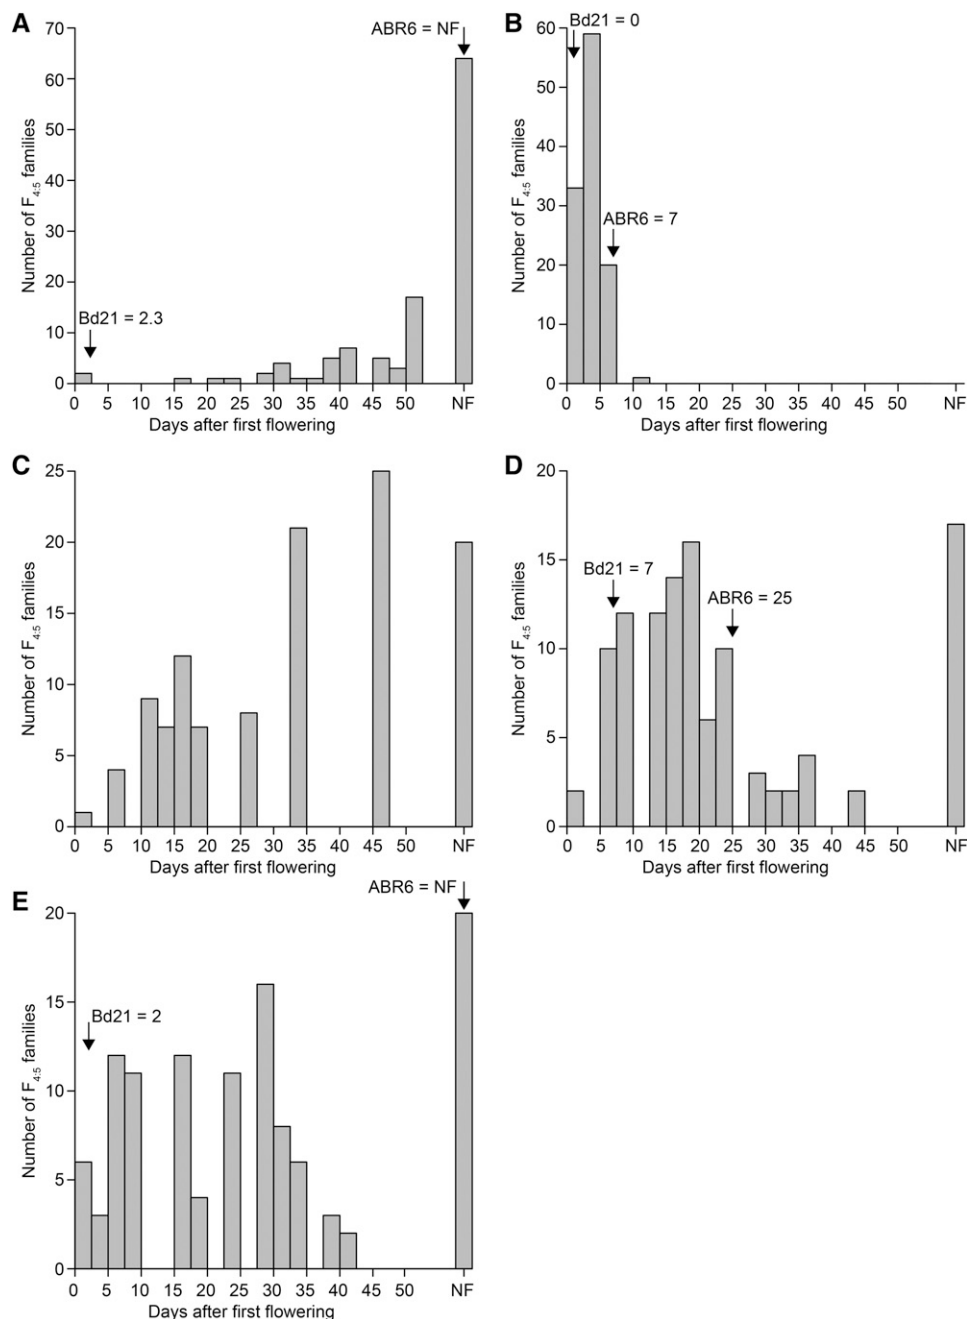 A
ABR6 = NF
70
60
50
40
30
20
10
0
Number of F4:5 families
Bd21 = 2.3
0 5 10 15 20 25 30 35 40 45 50 NF
Days after first flowering
B
Bd21 = 0
60
50
40
30
20
10
0
Number of F4:5 families
ABR6 = 7
0 5 10 15 20 25 30 35 40 45 50 NF
Days after first flowering
C
25
20
15
10
5
0
Number of F4:5 families
0 5 10 15 20 25 30 35 40 45 50 NF
Days after first flowering
D
20
15
10
5
0
Number of F4:5 families
Bd21 = 7
ABR6 = 25
0 5 10 15 20 25 30 35 40 45 50 NF
Days after first flowering
E
ABR6 = NF
20
15
10
5
0
Number of F4:5 families
Bd21 = 2
0 5 10 15 20 25 30 35 40 45 50 NF
Days after first flowering